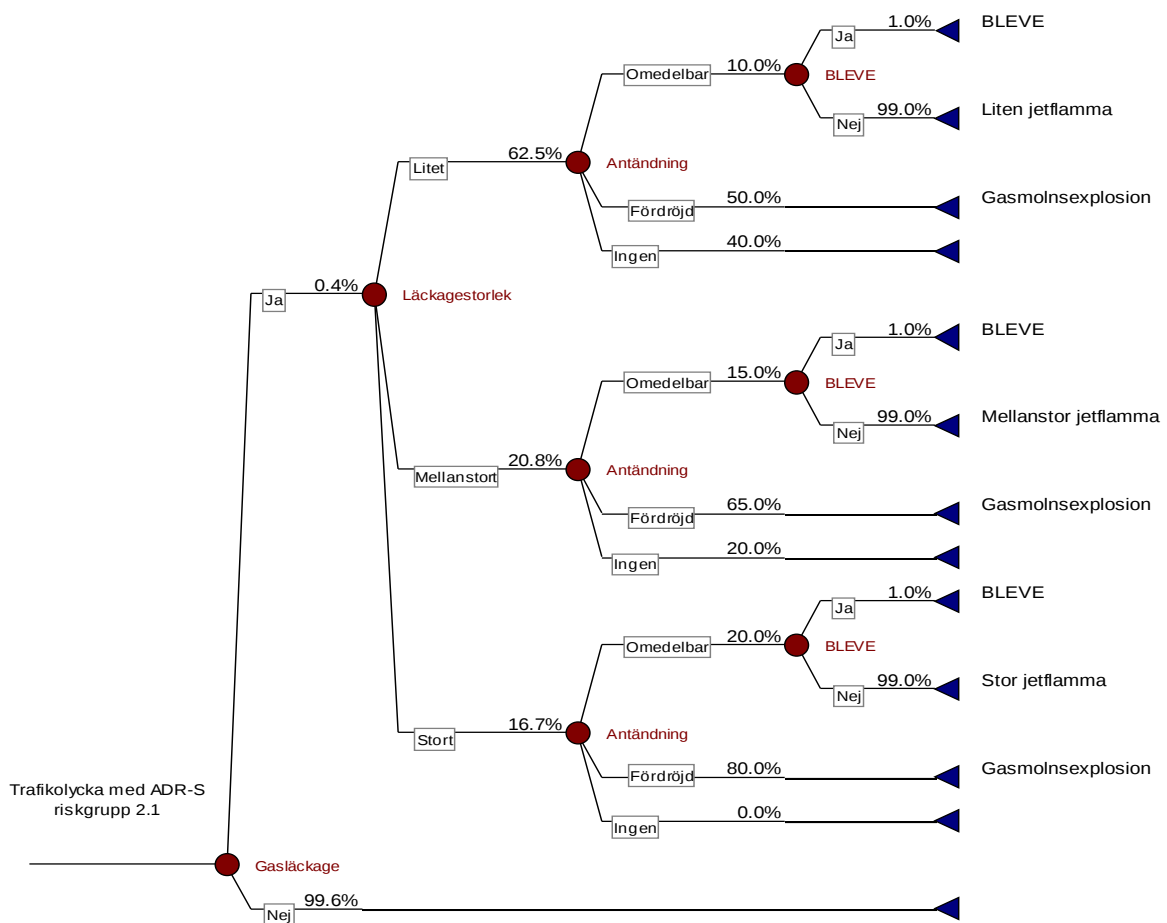 1.0% BLEVE
Ja
Omedelbar 10.0%
BLEVE
99.0% Liten jetflamma
Nej
62.5%
Litet
Antändning
50.0% Gasmolnsexplosion
Fördröjd
40.0%
Ingen
0.4%
Ja
Läckagestorlek
1.0% BLEVE
Ja
15.0%
Omedelbar
BLEVE
99.0% Mellanstor jetflamma
Nej
20.8%
Mellanstort
Antändning
65.0% Gasmolnsexplosion
Fördröjd
20.0%
Ingen
1.0% BLEVE
Ja
20.0%
Omedelbar
BLEVE
99.0% Stor jetflamma
Nej
16.7%
Stort
Antändning
80.0% Gasmolnsexplosion
Fördröjd
0.0%
Ingen
Trafikolycka med ADR-S
riskgrupp 2.1
Gasläckage
99.6%
Nej